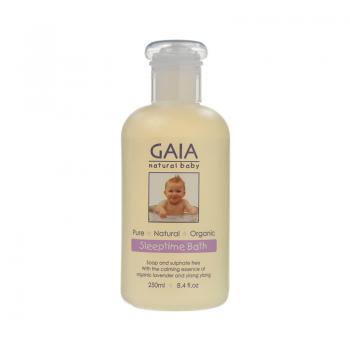 GAIA
natural baby
Pure Natural Organic
Sleeptime Bath
Soap and sulphate free
With the calming essence of
organic lavender and ylang ylang
250ml 8.4 fl.oz